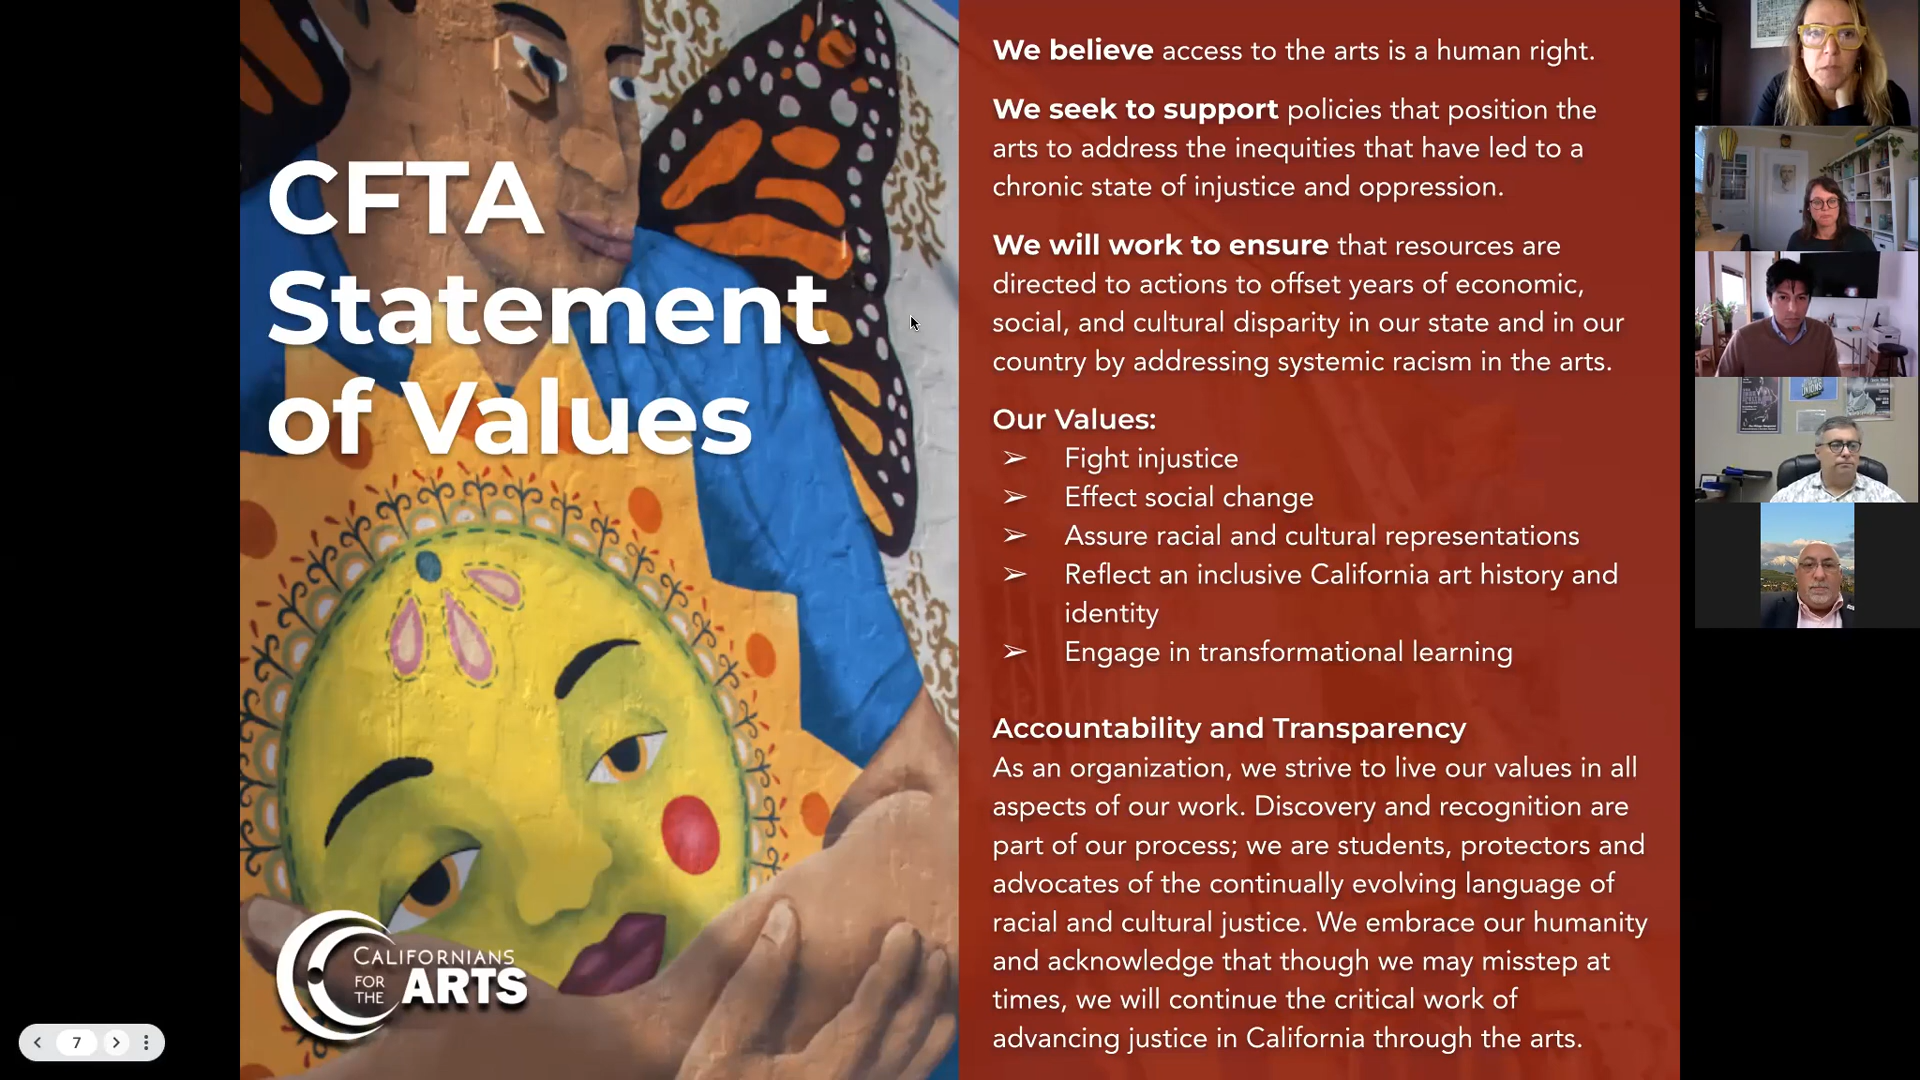 CFTA
Statement
of Values
CALIFORNIANS
FOR
THE ARTS
We believe access to the arts is a human right.
We seek to support policies that position the
arts to address the inequities that have led to a
chronic state of injustice and oppression.
We will work to ensure that resources are
directed to actions to offset years of economic,
social, and cultural disparity in our state and in our
country by addressing systemic racism in the arts.
Our Values:
➢ Fight injustice
➢ Effect social change
➢ Assure racial and cultural representations
➢ Reflect an inclusive California art history and
identity
➢ Engage in transformational learning
Accountability and Transparency
As an organization, we strive to live our values in all
aspects of our work. Discovery and recognition are
part of our process; we are students, protectors and
advocates of the continually evolving language of
racial and cultural justice. We embrace our humanity
and acknowledge that though we may misstep at
times, we will continue the critical work of
advancing justice in California through the arts.
7